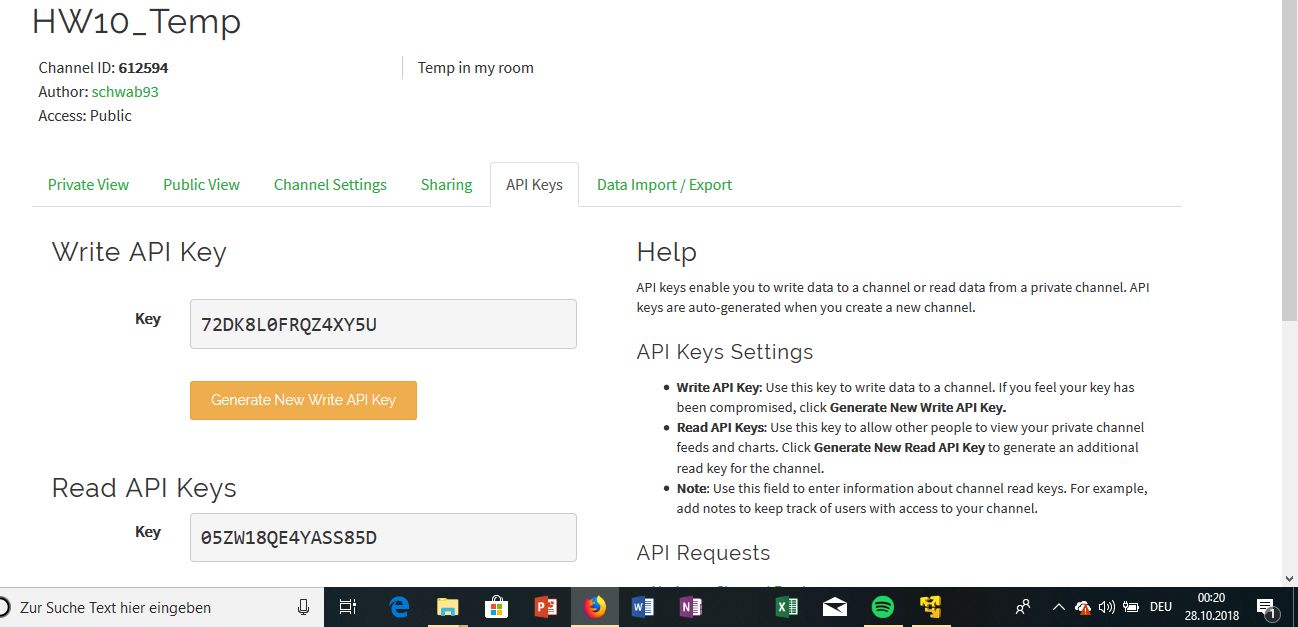 HW10_Temp
Channel ID: 612594
Author: schwab93
Access: Public
Temp in my room
Private View
Public View
Channel Settings
Sharing
API Keys
Data Import / Export
Write API Key
Key
72DK8L0FRQZ4XY5U
Generate New Write API Key
Read API Keys
Key
05ZW18QE4YASS85D
Help
API keys enable you to write data to a channel or read data from a private channel. API
keys are auto-generated when you create a new channel.
API Keys Settings
Write API Key: Use this key to write data to a channel. If you feel your key has
been compromised, click Generate New Write API Key.
Read API Keys: Use this key to allow other people to view your private channel
feeds and charts. Click Generate New Read API Key to generate an additional
read key for the channel.
Note: Use this field to enter information about channel read keys. For example,
add notes to keep track of users with access to your channel.
API Requests
Zur Suche Text hier eingeben
DEU
00:20
28.10.2018
1